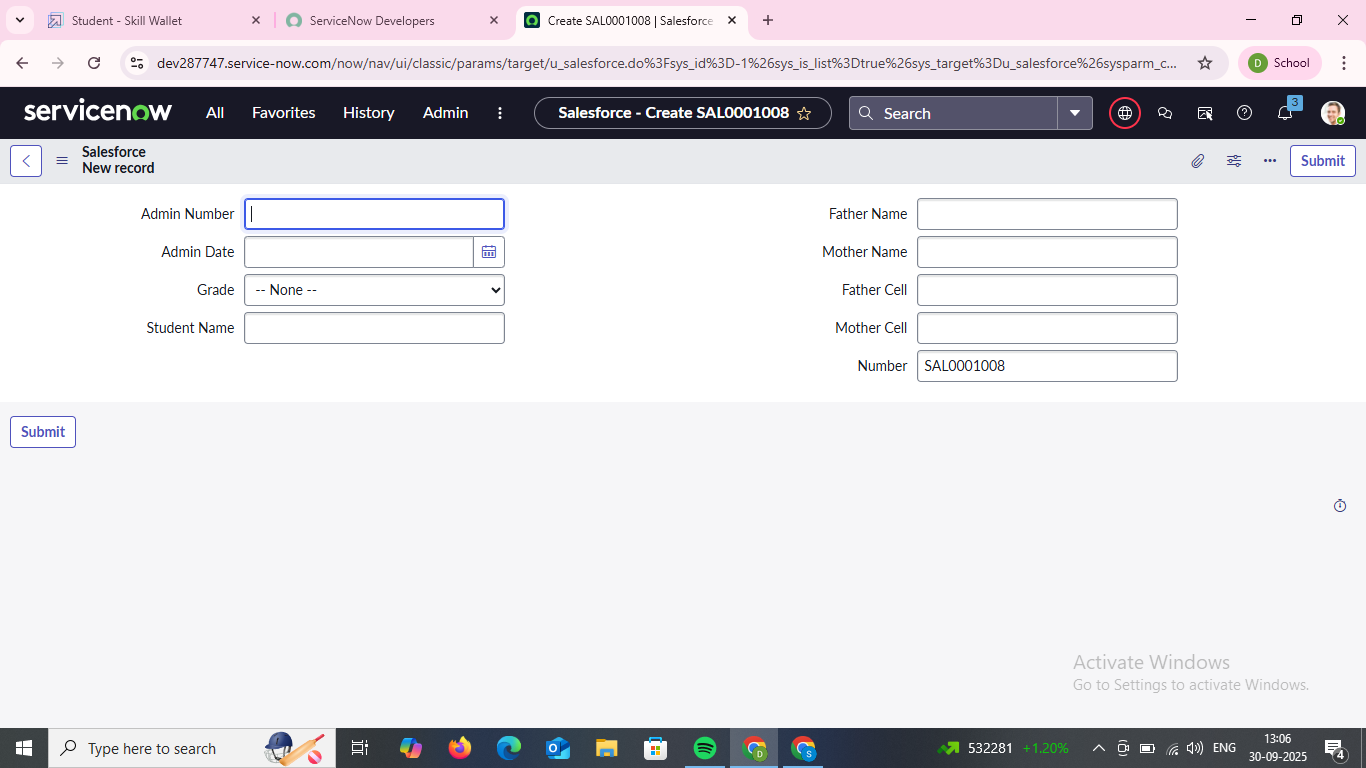 Student - Skill Wallet
ServiceNow Developers
Create SAL0001008 | Salesforce
dev287747.service-now.com/now/nav/ui/classic/params/target/u_salesforce.do%3Fsys_id%3D-1%26sys_is_list%3Dtrue%26sys_target%3Du_salesforce%26sysparm_c...
D School
servicenow All Favorites History Admin Salesforce - Create SAL0001008 Search 3
Salesforce
New record
Submit
Admin Number
Admin Date
Grade -- None --
Student Name
Father Name
Mother Name
Father Cell
Mother Cell
Number SAL0001008
Submit
Activate Windows
Go to Settings to activate Windows.
Type here to search
D
S
532281 +1.20%
ENG
13:06
30-09-2025
4